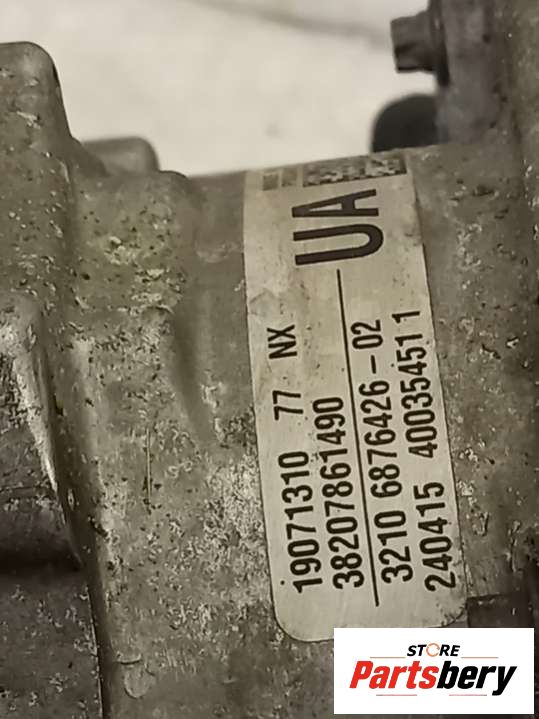 UA
19071310 77 NX
38207861490
3210 6876426-02
240415 400354511
STORE
Partsbery